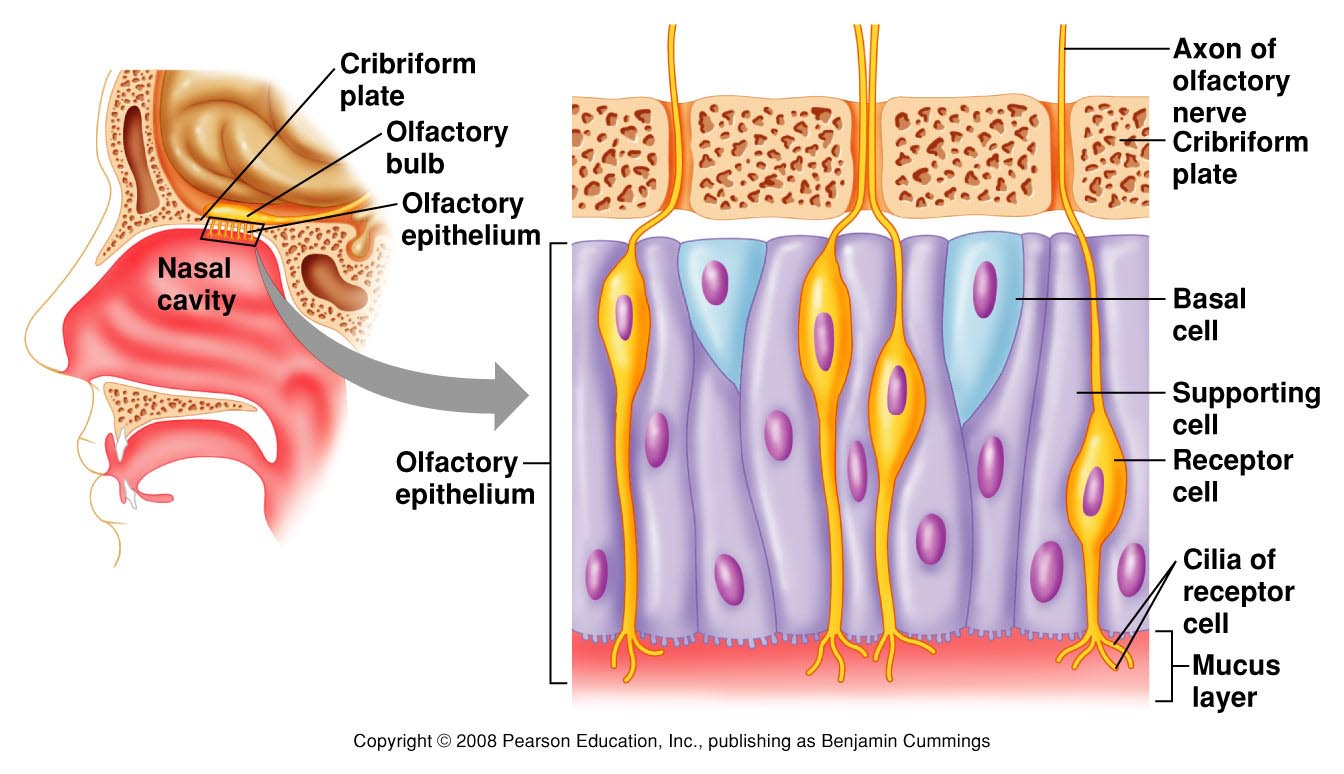 Cribriform
plate
Olfactory
bulb
Olfactory
epithelium
Nasal
cavity
Olfactory
epithelium
Axon of
olfactory
nerve
Cribriform
plate
Basal
cell
Supporting
cell
Receptor
cell
Cilia of
receptor
cell
Mucus
layer
Copyright © 2008 Pearson Education, Inc., publishing as Benjamin Cummings